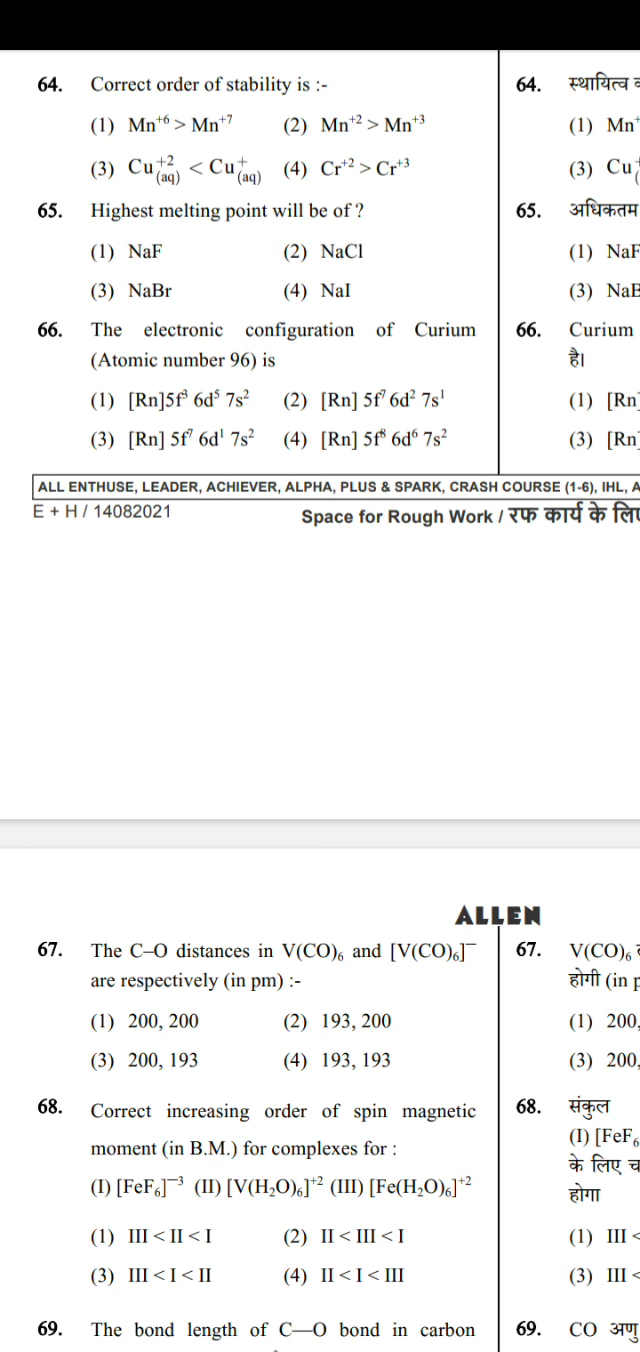 64. Correct order of stability is :-
(1) Mn⁺⁶ > Mn⁺⁷ (2) Mn⁺² > Mn⁺³
(3) Cu⁺²₍aq₎ < Cu⁺₍aq₎ (4) Cr⁺² > Cr⁺³
65. Highest melting point will be of ?
(1) NaF (2) NaCl
(3) NaBr (4) NaI
66. The electronic configuration of Curium
(Atomic number 96) is
(1) [Rn]5f³ 6d⁵ 7s² (2) [Rn] 5f⁷ 6d² 7s¹
(3) [Rn] 5f⁷ 6d¹ 7s² (4) [Rn] 5f⁸ 6d⁶ 7s²
64. स्थायित्व
(1) Mn⁺
(3) Cu
65. अधिकतम
(1) NaF
(3) NaB
66. Curium
है।
(1) [Rn]
(3) [Rn]
ALL ENTHUSE, LEADER, ACHIEVER, ALPHA, PLUS & SPARK, CRASH COURSE (1-6), IHL, A
E + H / 14082021 Space for Rough Work / रफ कार्य के लि
ALLEN
67. The C–O distances in V(CO)₆ and [V(CO)₆]⁻
are respectively (in pm) :-
(1) 200, 200 (2) 193, 200
(3) 200, 193 (4) 193, 193
68. Correct increasing order of spin magnetic
moment (in B.M.) for complexes for :
(I) [FeF₆]⁻³ (II) [V(H₂O)₆]⁺² (III) [Fe(H₂O)₆]⁺²
(1) III < II < I (2) II < III < I
(3) III < I < II (4) II < I < III
69. The bond length of C—O bond in carbon
67. V(CO)₆
होगी (in p
(1) 200,
(3) 200,
68. संकुल
(I) [FeF₆
के लिए च
होगा
(1) III <
(3) III <
69. CO अणु